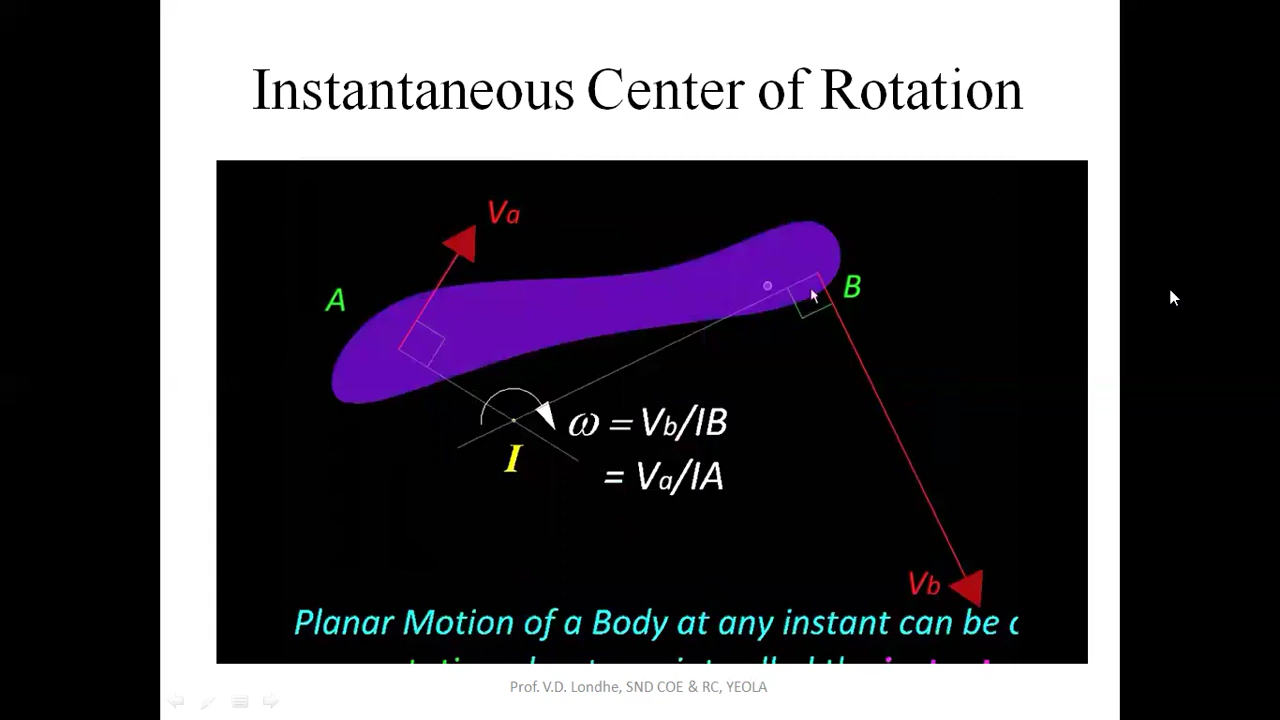 Instantaneous Center of Rotation
Va
A
B
ω = Vb/IB
= Va/IA
I
Vb
Planar Motion of a Body at any instant can be
Prof. V.D. Londhe, SND COE & RC, YEOLA